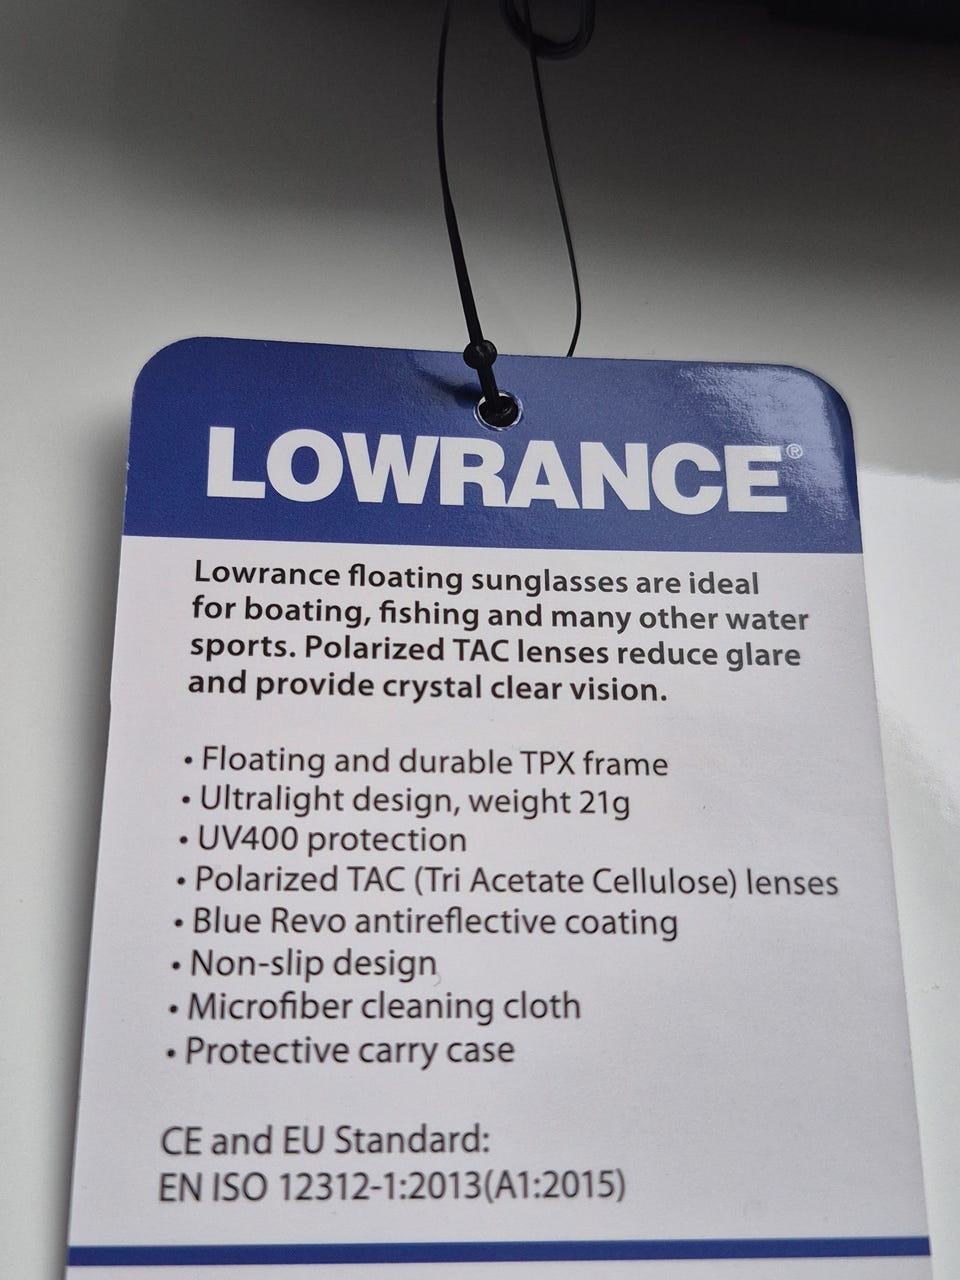 LOWRANCE®
Lowrance floating sunglasses are ideal
for boating, fishing and many other water
sports. Polarized TAC lenses reduce glare
and provide crystal clear vision.
• Floating and durable TPX frame
• Ultralight design, weight 21g
• UV400 protection
• Polarized TAC (Tri Acetate Cellulose) lenses
• Blue Revo antireflective coating
• Non-slip design
• Microfiber cleaning cloth
• Protective carry case
CE and EU Standard:
EN ISO 12312-1:2013(A1:2015)